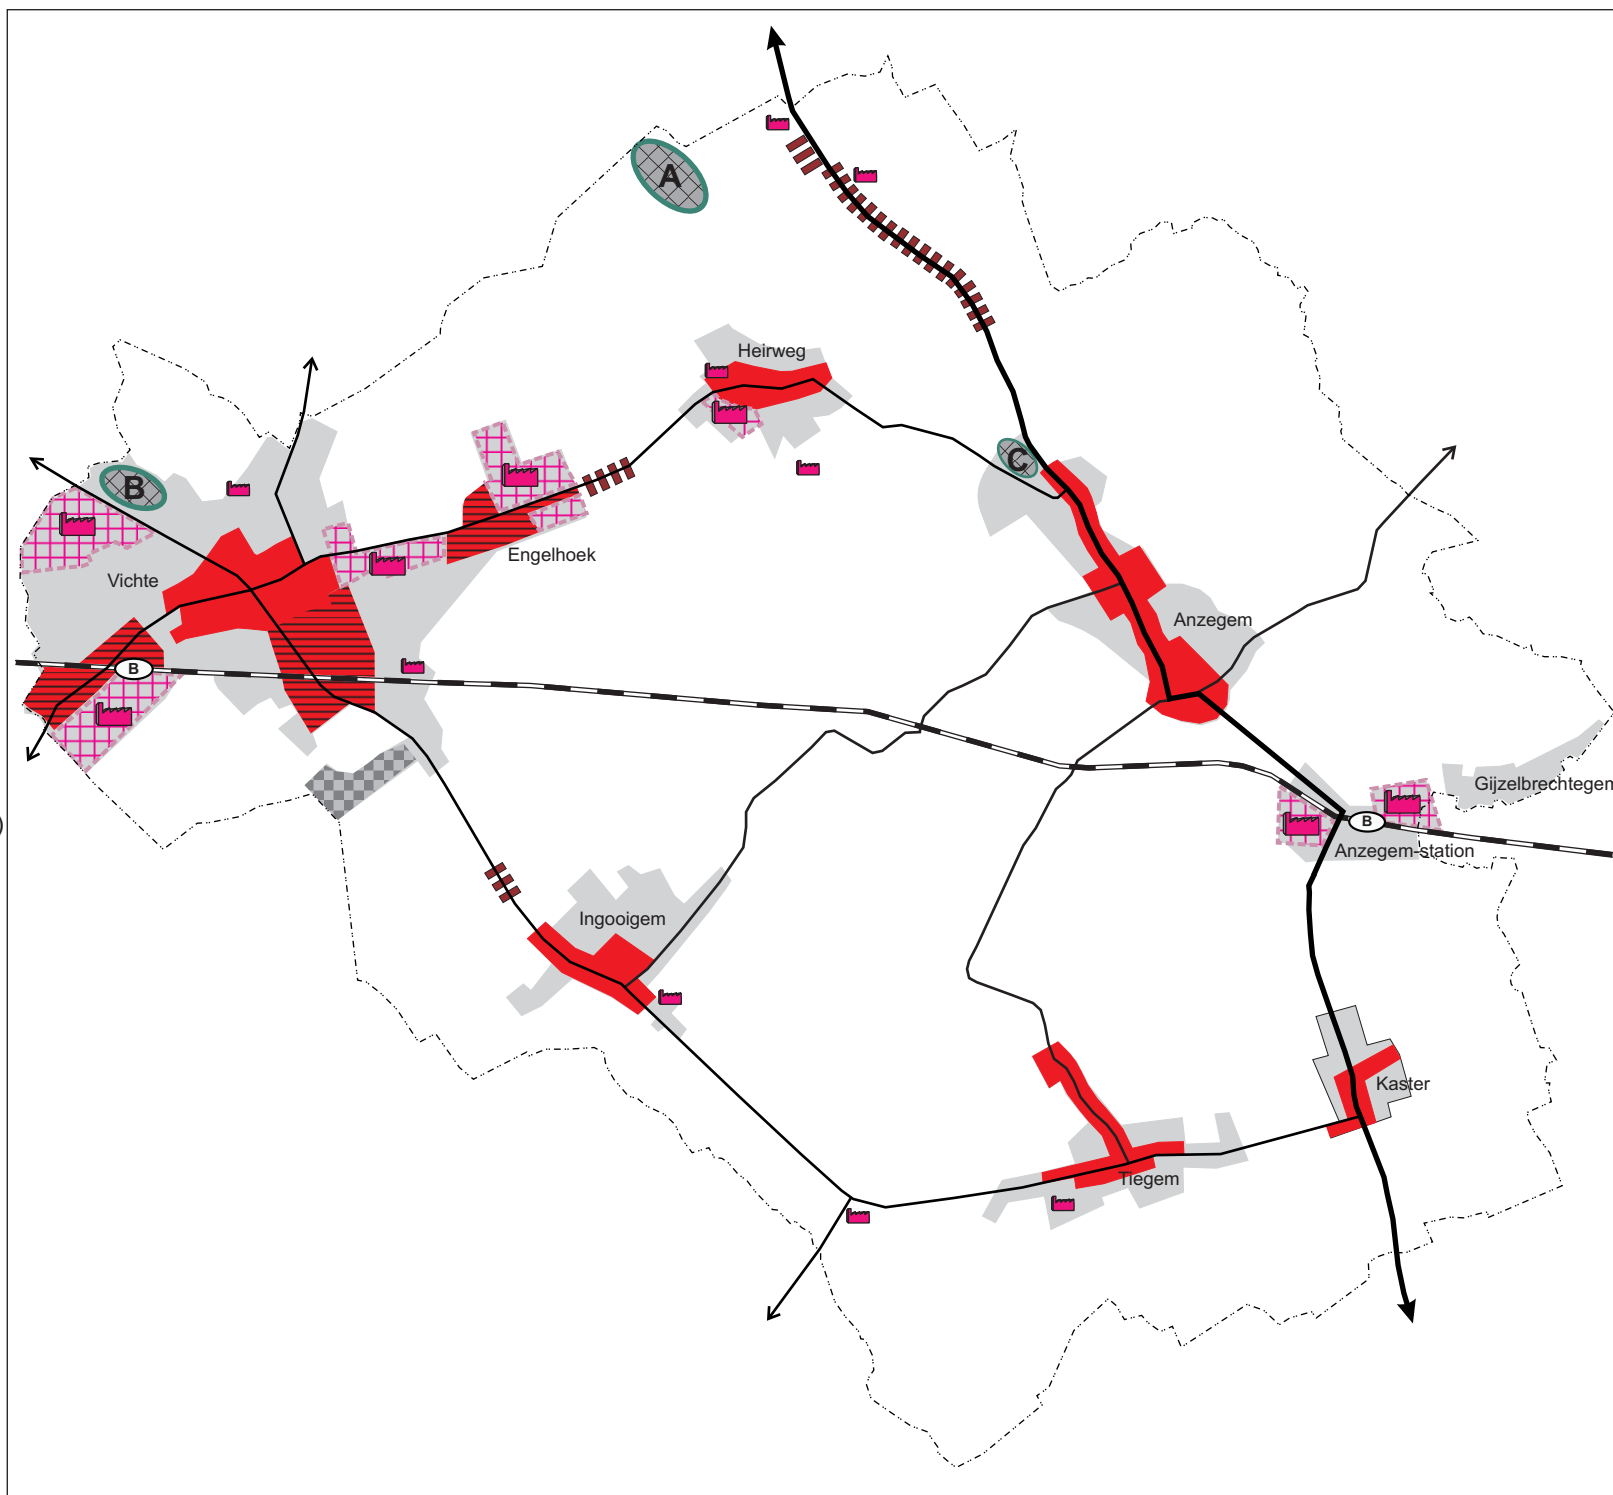 A
Heirweg
C
B
Engelhoek
Vichte
Anzegem
B
Gijzelbrechtegem
B
)
Anzegem-station
Ingooigem
Kaster
Tiegem